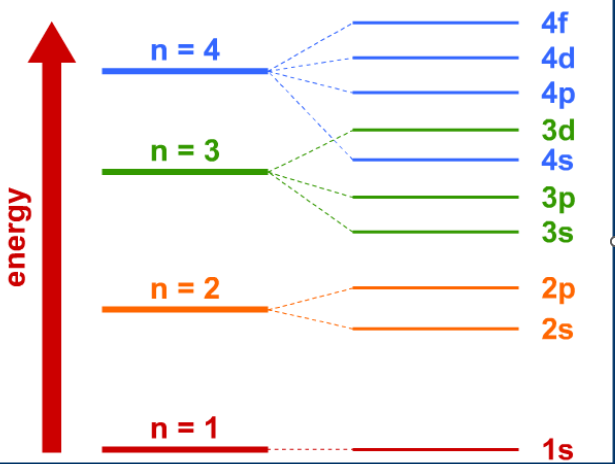 4f
n = 4
4d
4p
3d
n = 3
4s
3p
energy
3s
n = 2
2p
2s
n = 1
1s